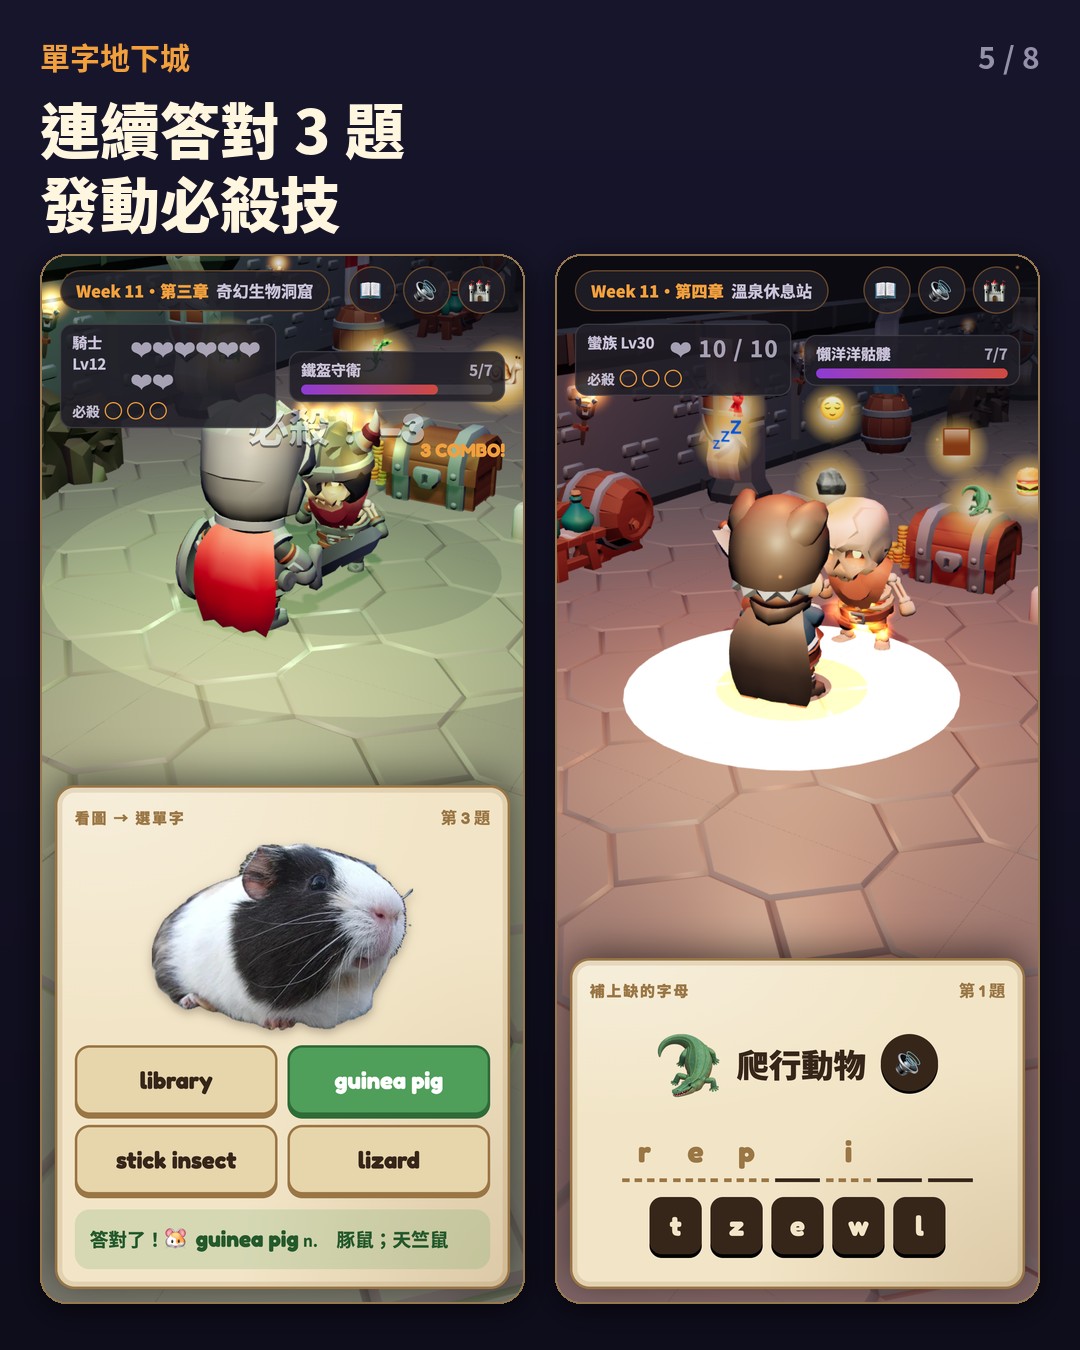 單字地下城
5 / 8
連續答對 3 題
發動必殺技
Week 11・第三章 奇幻生物洞窟
騎士
Lv12
必殺
鐵盔守衛 5/7
必殺！-3
3 COMBO!
看圖 → 選單字 第 3 題
library
guinea pig
stick insect
lizard
答對了！🐹 guinea pig n. 豚鼠；天竺鼠
Week 11・第四章 溫泉休息站
蠻族 Lv30 ❤ 10 / 10
必殺
懶洋洋骷髏 7/7
z z Z
補上缺的字母 第 1 題
爬行動物
r e p _ i _ _
t z e w l